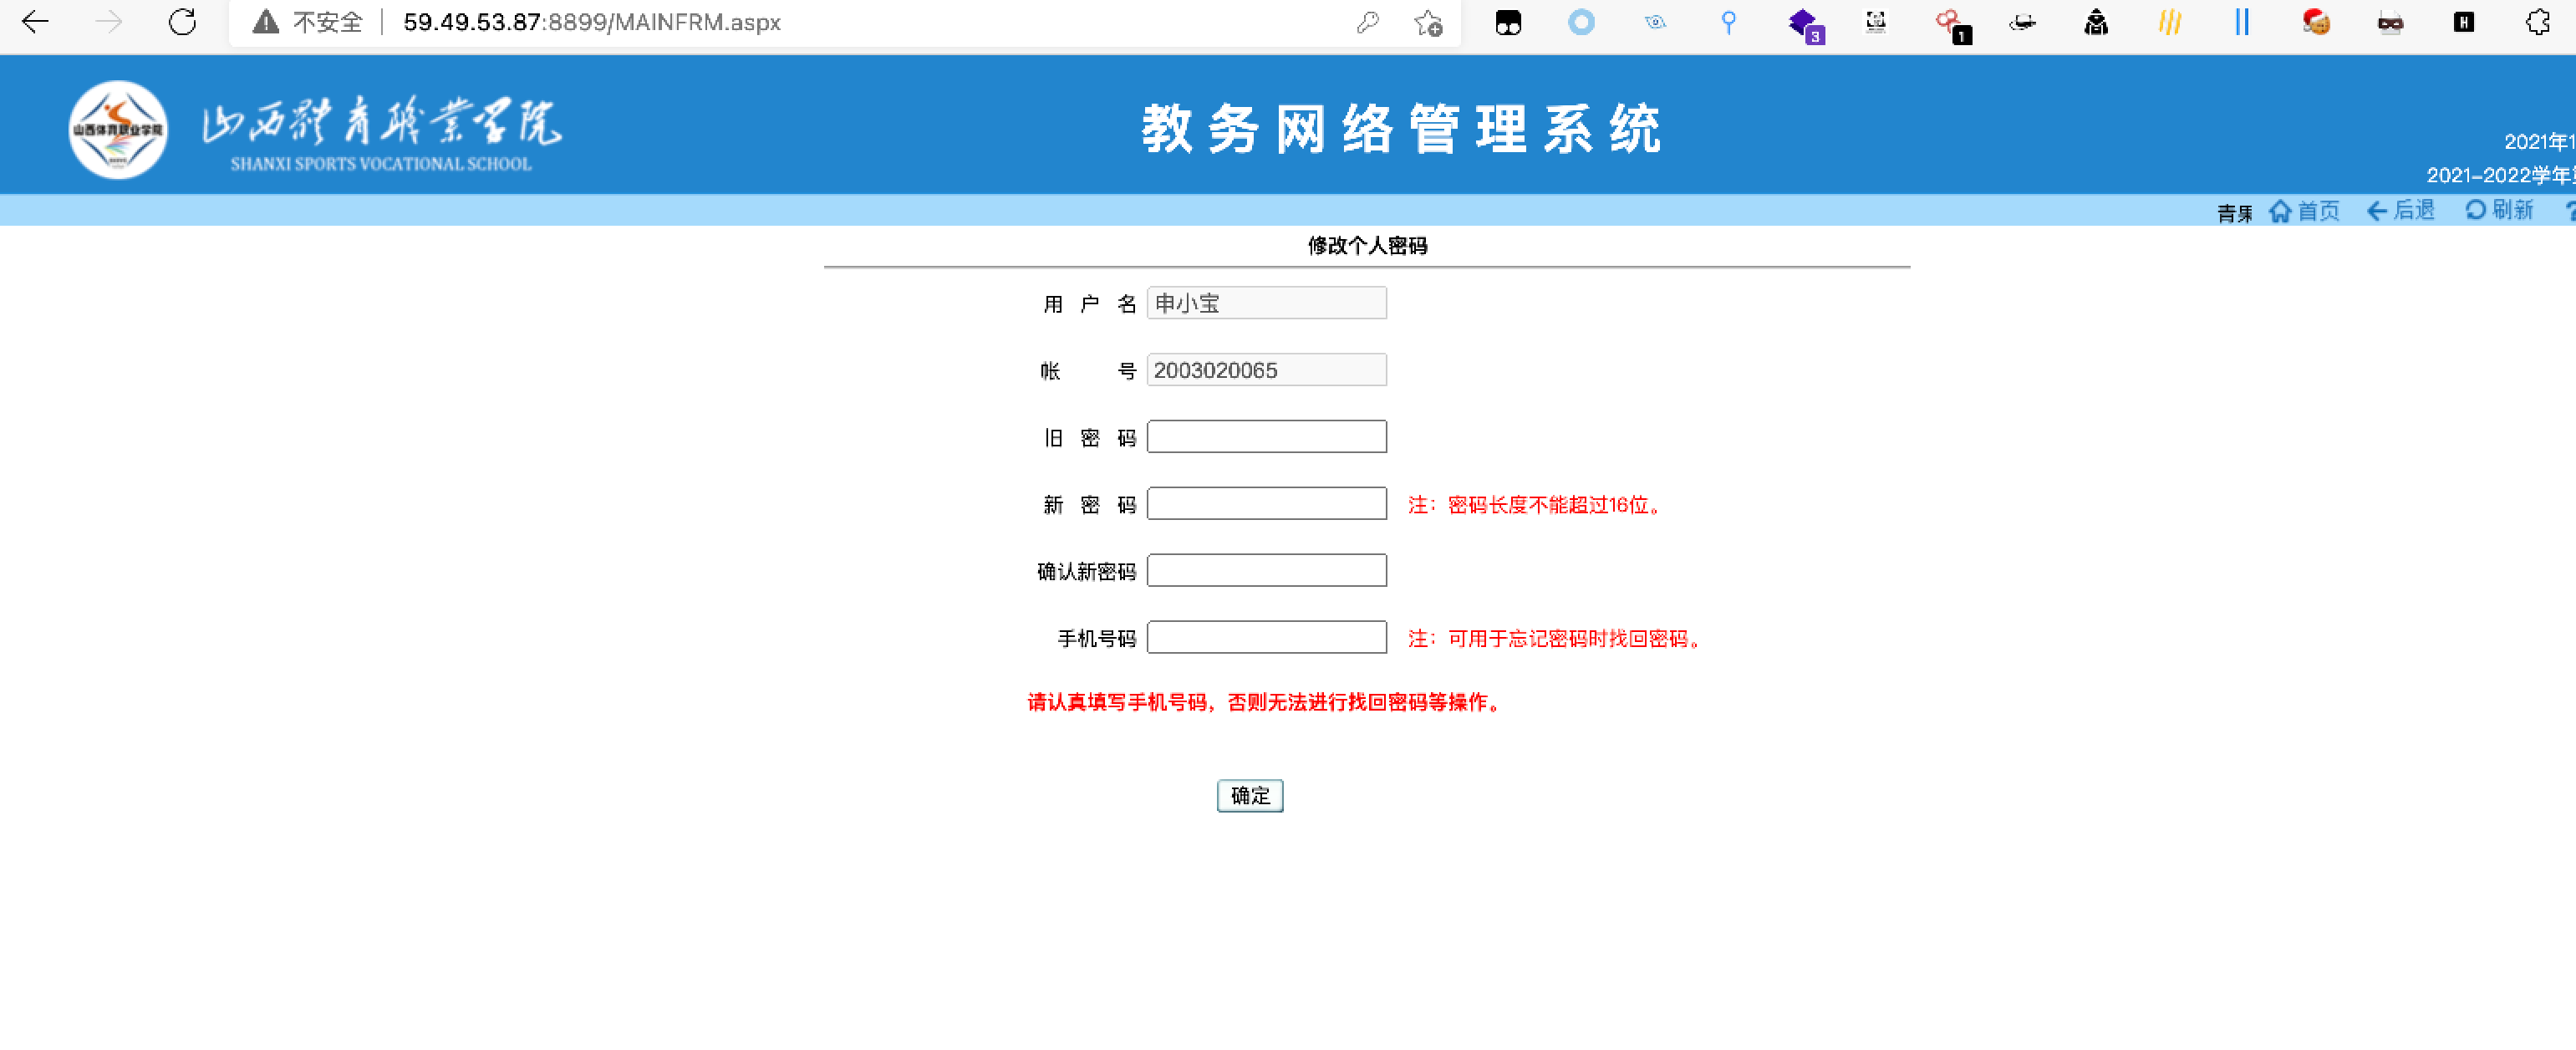 不安全 59.49.53.87:8899/MAINFRM.aspx
3
1
H
山西体育职业学院
山西體育職業学院
SHANXI SPORTS VOCATIONAL SCHOOL
教务网络管理系统
2021年1
2021-2022学年
青果 首页 后退 刷新 ?
修改个人密码
用户名 申小宝
帐号 2003020065
旧密码
新密码 注：密码长度不能超过16位。
确认新密码
手机号码 注：可用于忘记密码时找回密码。
请认真填写手机号码，否则无法进行找回密码等操作。
确定